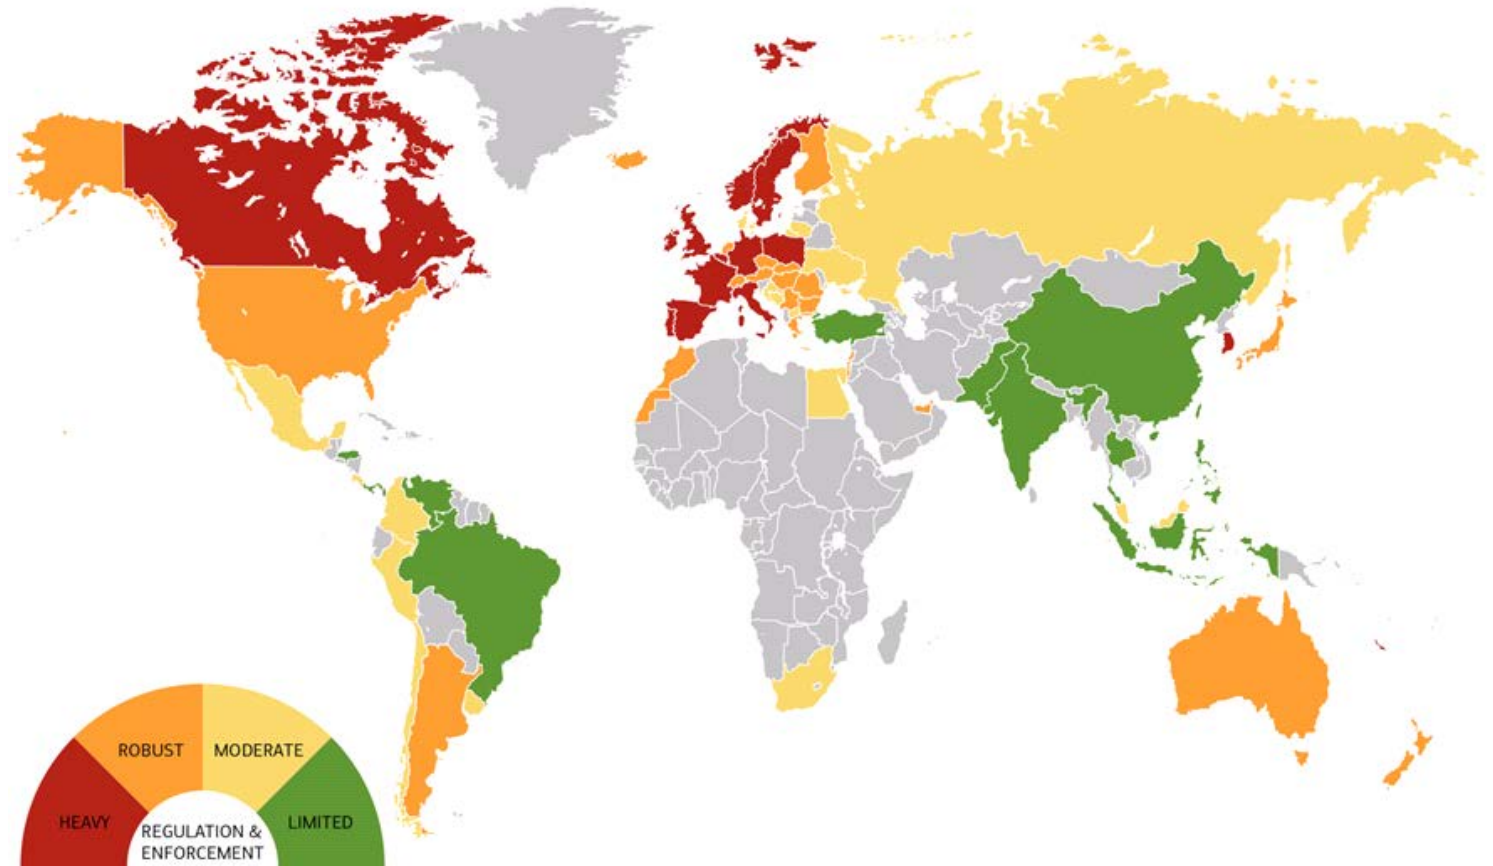 ROBUST
MODERATE
HEAVY
LIMITED
REGULATION &
ENFORCEMENT